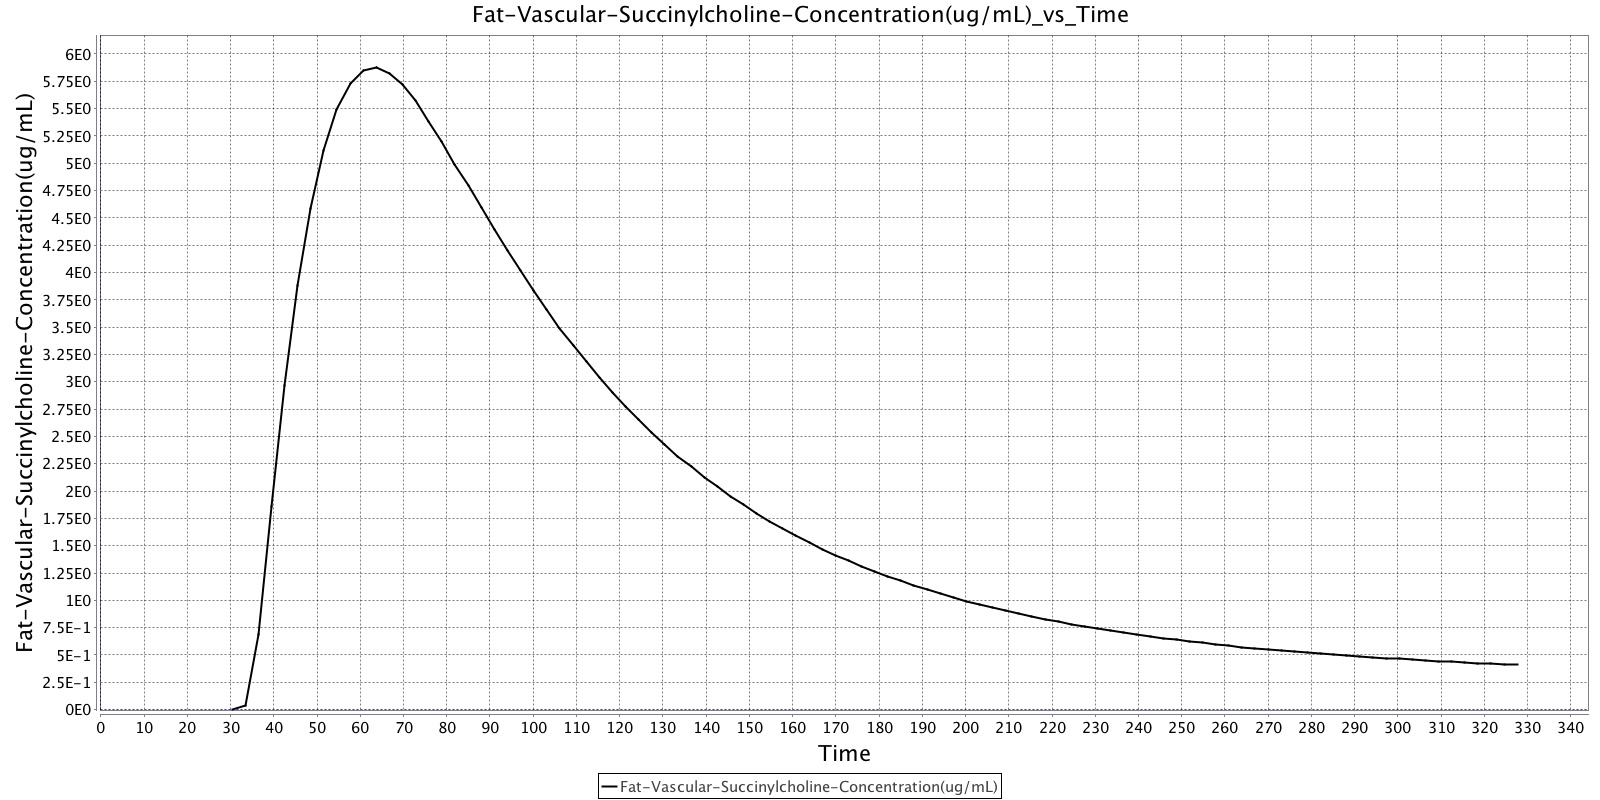 Fat-Vascular-Succinylcholine-Concentration(ug/mL)_vs_Time
Fat-Vascular-Succinylcholine-Concentration(ug/mL)
6E0
5.75E0
5.5E0
5.25E0
5E0
4.75E0
4.5E0
4.25E0
4E0
3.75E0
3.5E0
3.25E0
3E0
2.75E0
2.5E0
2.25E0
2E0
1.75E0
1.5E0
1.25E0
1E0
7.5E-1
5E-1
2.5E-1
0E0
0 10 20 30 40 50 60 70 80 90 100 110 120 130 140 150 160 170 180 190 200 210 220 230 240 250 260 270 280 290 300 310 320 330 340
Time
Fat-Vascular-Succinylcholine-Concentration(ug/mL)